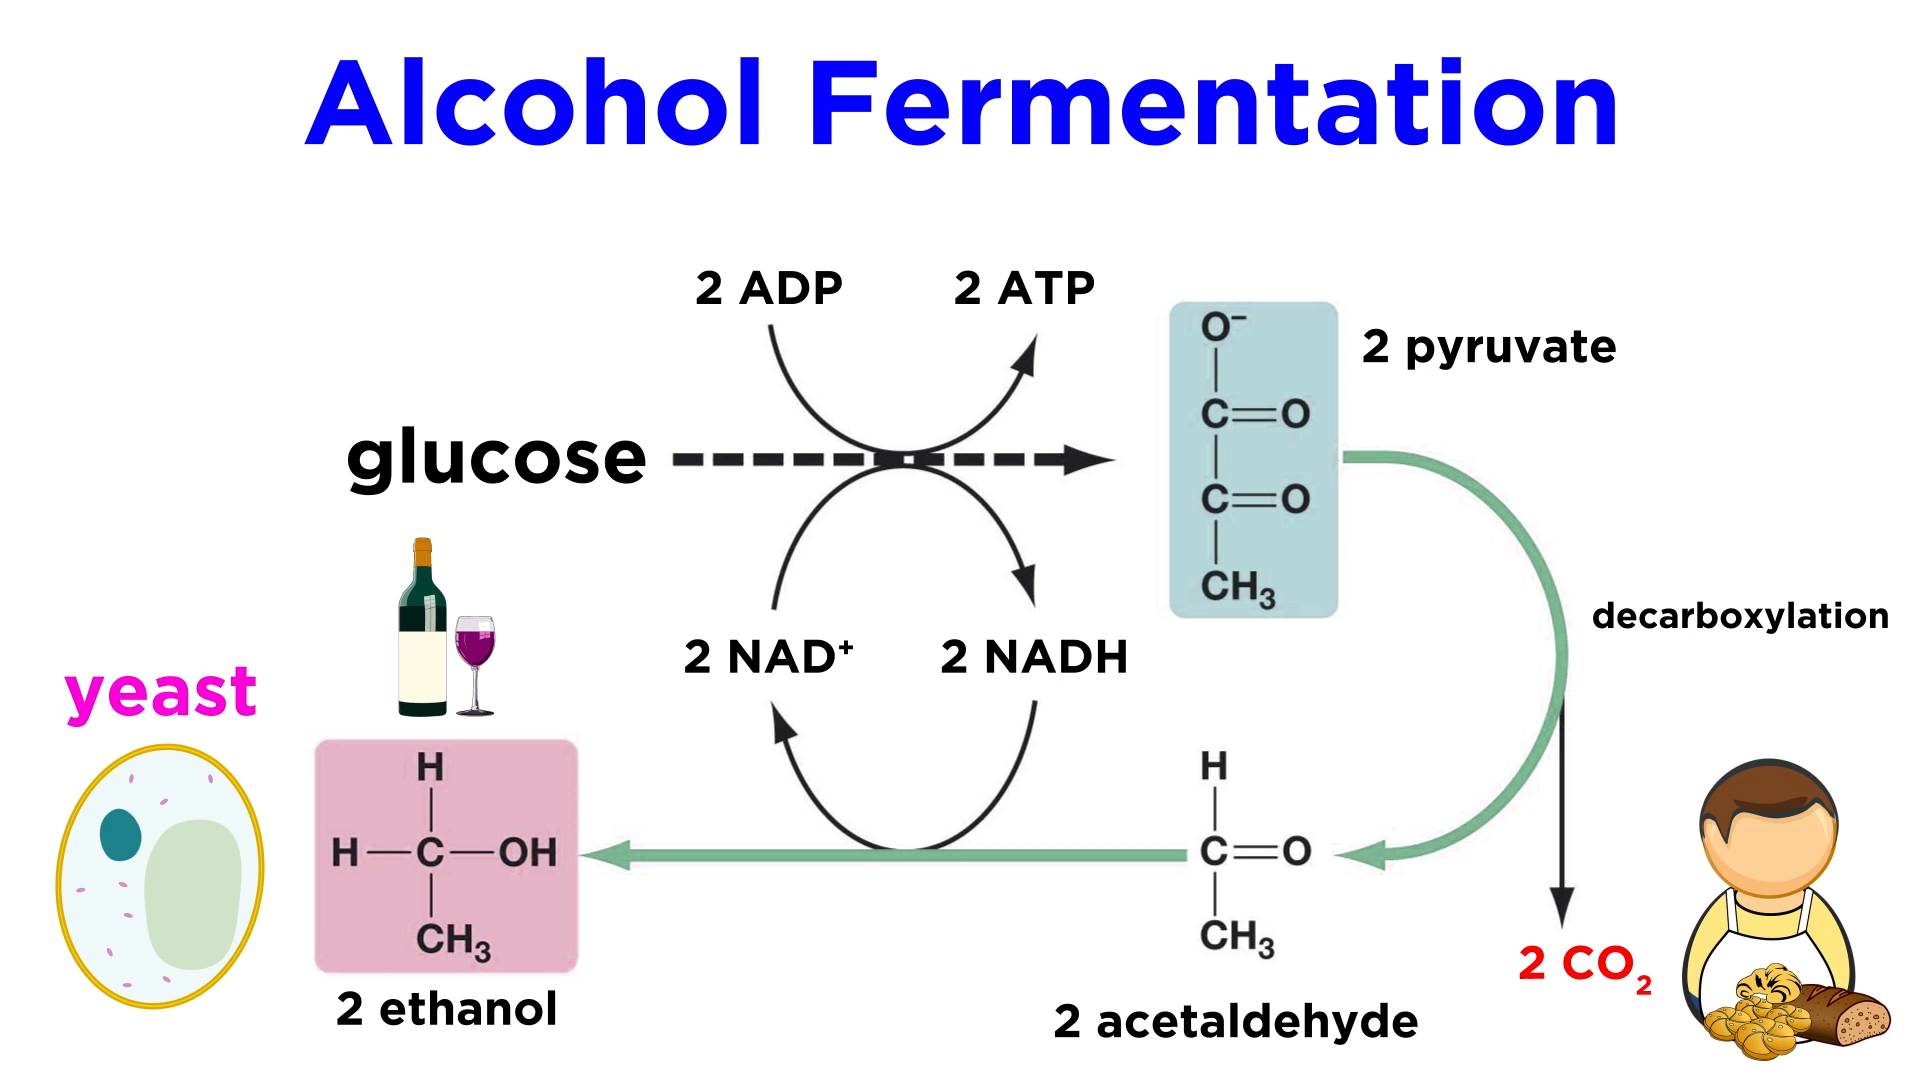 Alcohol Fermentation
2 ADP
2 ATP
2 pyruvate
O⁻
C=O
C=O
CH₃
glucose
decarboxylation
2 NAD⁺
2 NADH
yeast
H
H—C—OH
CH₃
2 ethanol
H
C=O
CH₃
2 acetaldehyde
2 CO₂